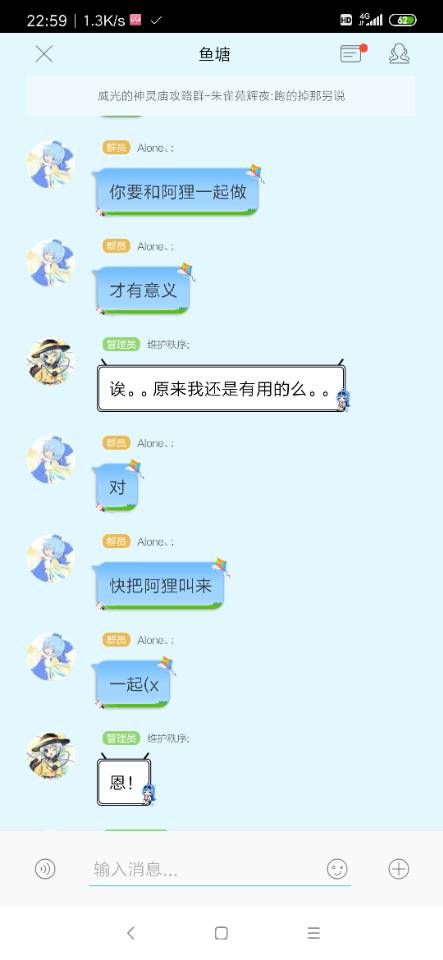 22:59 1.3K/s HD 4G 62
鱼塘
威光的神灵庙攻略群-朱雀苑辉夜:跑的掉那另说
群员 Alone、:
你要和阿狸一起做
群员 Alone、:
才有意义
管理员 维护秩序;
诶。。原来我还是有用的么。。
群员 Alone、:
对
群员 Alone、:
快把阿狸叫来
群员 Alone、:
一起(x
管理员 维护秩序;
恩!
输入消息...